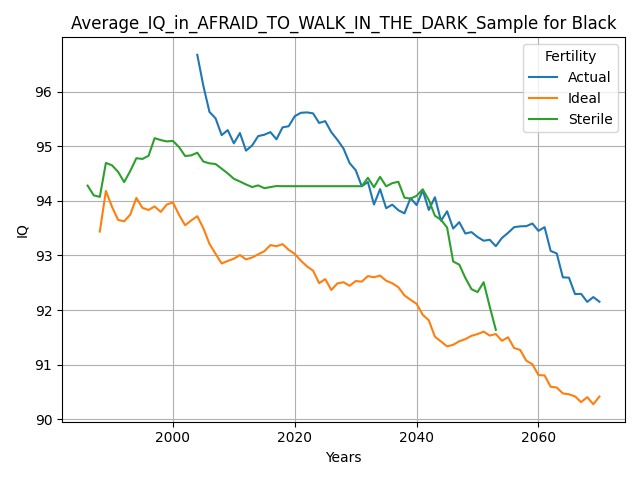 Average_IQ_in_AFRAID_TO_WALK_IN_THE_DARK_Sample for Black
Fertility
Actual
Ideal
Sterile
IQ
96
95
94
93
92
91
90
2000
2020
2040
2060
Years